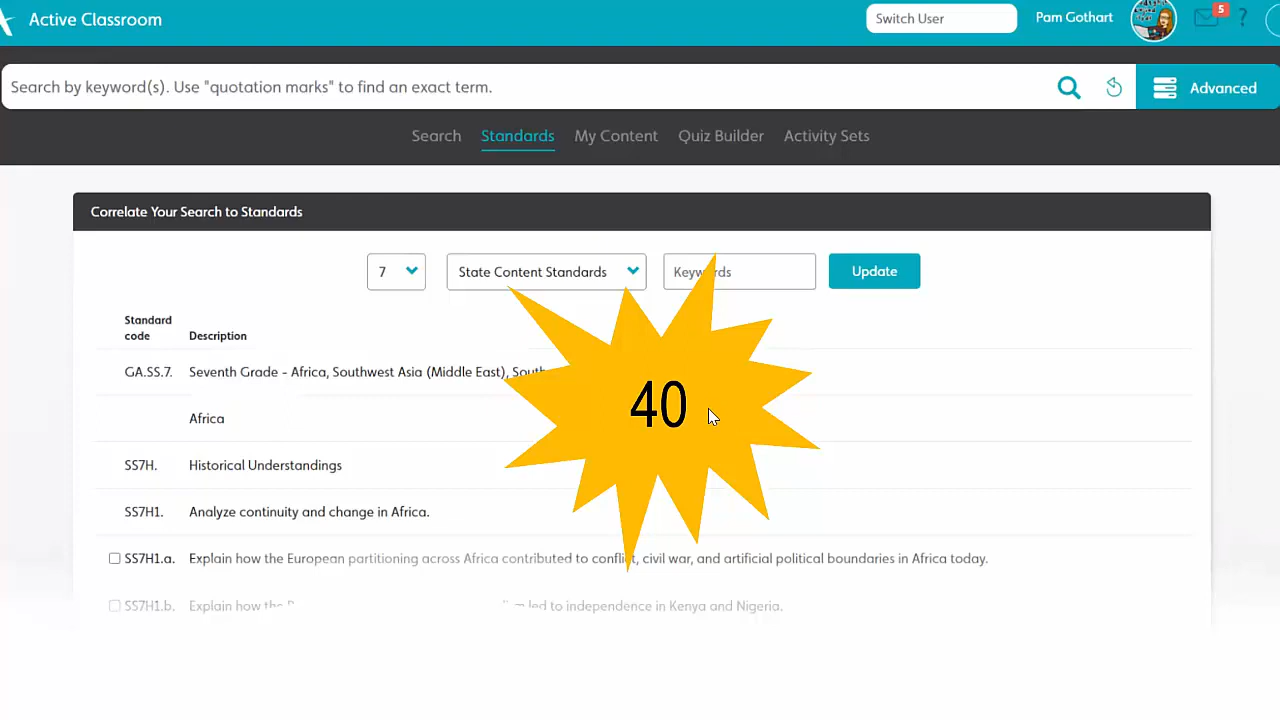 Active Classroom
Switch User
Pam Gothart
5
?
Search by keyword(s). Use "quotation marks" to find an exact term.
Advanced
Search Standards My Content Quiz Builder Activity Sets
Correlate Your Search to Standards
7
State Content Standards
Update
Standard
code
Description
GA.SS.7. Seventh Grade - Africa, Southwest Asia (Middle East),
40
Africa
SS7H. Historical Understandings
SS7H1. Analyze continuity and change in Africa.
SS7H1.a. Explain how the European partitioning across Africa contributed to conflict, civil war, and artificial political boundaries in Africa today.
SS7H1.b. Explain how the led to independence in Kenya and Nigeria.